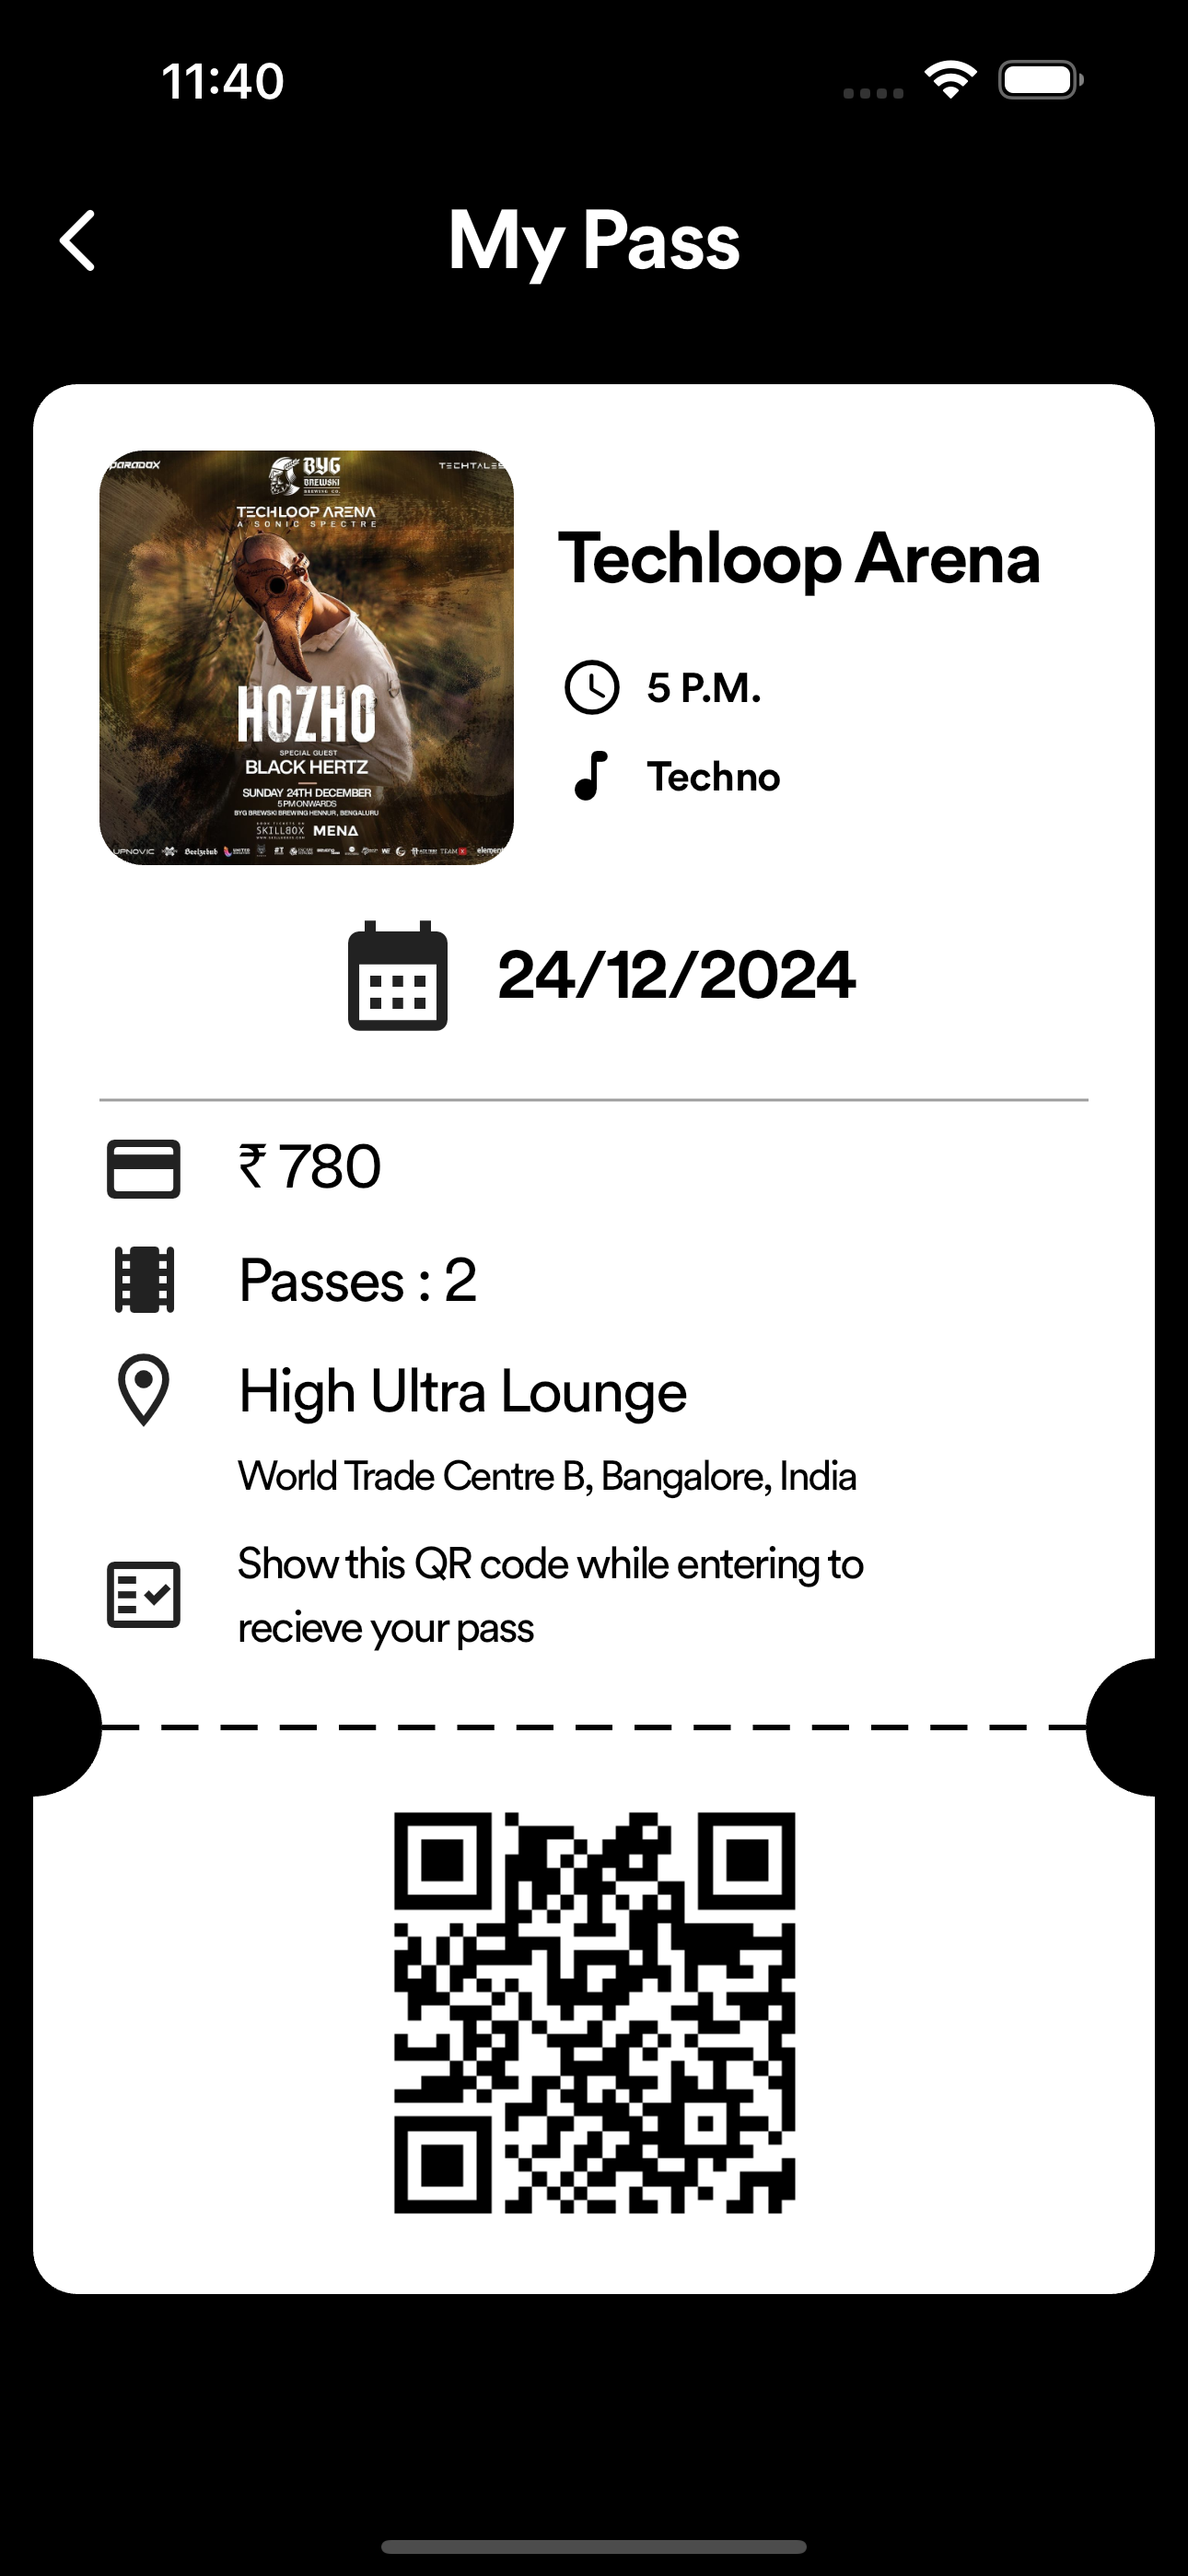 11:40
My Pass
PARADOX
BYG
BREWSKI
BREWING CO.
TECHTALES
TECHLOOP ARENA
A SONIC SPECTRE
HOZHO
SPECIAL GUEST
BLACK HERTZ
SUNDAY 24TH DECEMBER
5PM ONWARDS
BYG BREWSKI BREWING HENNUR, BENGALURU
SKILLBOX MENA
UPNOVIC Beelzebub
Techloop Arena
5 P.M.
Techno
24/12/2024
₹ 780
Passes : 2
High Ultra Lounge
World Trade Centre B, Bangalore, India
Show this QR code while entering to
recieve your pass